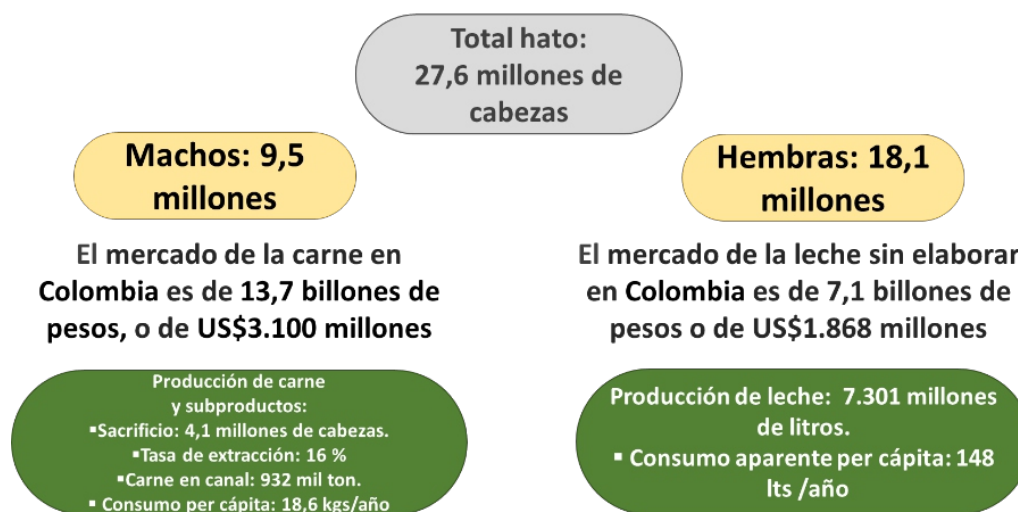 Total hato:
27,6 millones de
cabezas
Machos: 9,5
millones
El mercado de la carne en
Colombia es de 13,7 billones de
pesos, o de US$3.100 millones
Producción de carne
y subproductos:
▪Sacrificio: 4,1 millones de cabezas.
▪Tasa de extracción: 16 %
▪Carne en canal: 932 mil ton.
▪ Consumo per cápita: 18,6 kgs/año
Hembras: 18,1
millones
El mercado de la leche sin elaborar
en Colombia es de 7,1 billones de
pesos o de US$1.868 millones
Producción de leche: 7.301 millones
de litros.
▪ Consumo aparente per cápita: 148
lts /año